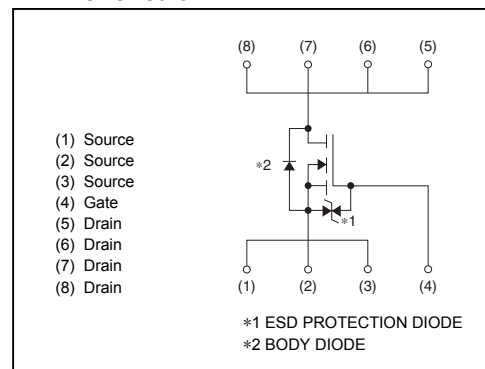 (8) (7) (6) (5)
(1) Source
(2) Source
(3) Source
(4) Gate
(5) Drain
(6) Drain
(7) Drain
(8) Drain
∗2
∗1
(1) (2) (3) (4)
∗1 ESD PROTECTION DIODE
∗2 BODY DIODE